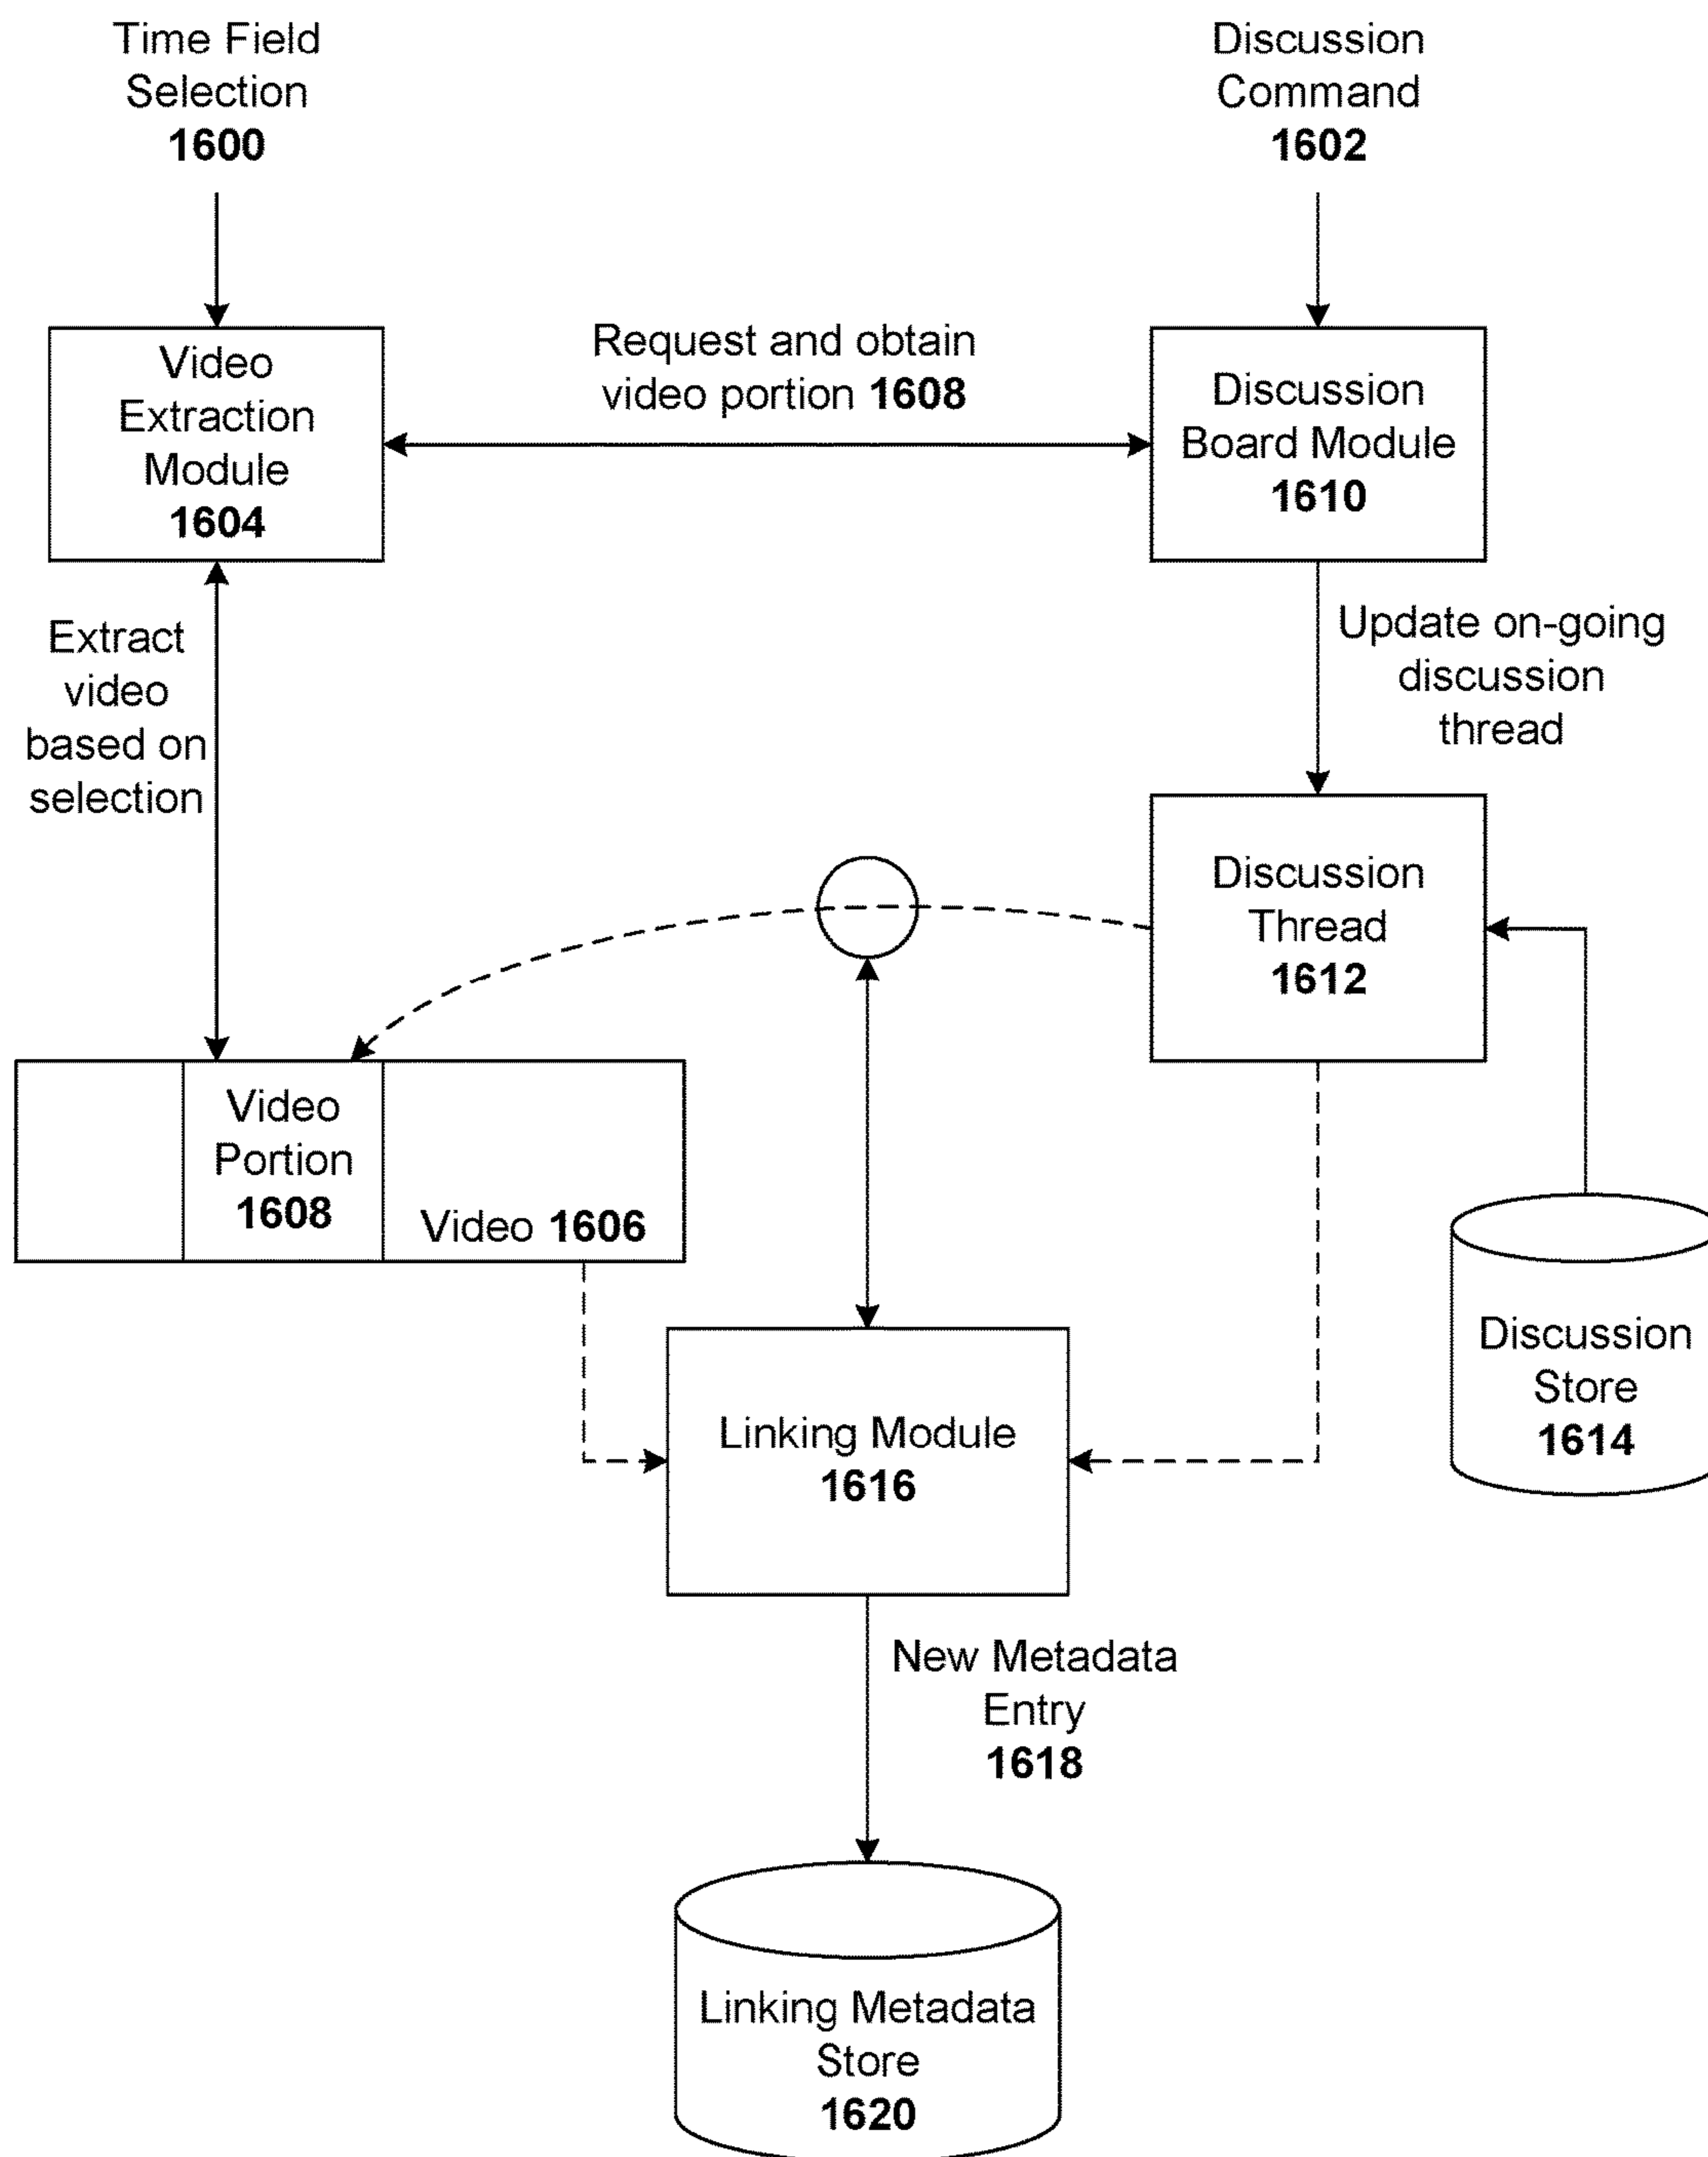 Time Field
Selection
1600
Discussion
Command
1602
Video
Extraction
Module
1604
Request and obtain
video portion 1608
Discussion
Board Module
1610
Extract
video
based on
selection
Update on-going
discussion
thread
Discussion
Thread
1612
Video
Portion
1608
Video 1606
Discussion
Store
1614
Linking Module
1616
New Metadata
Entry
1618
Linking Metadata
Store
1620